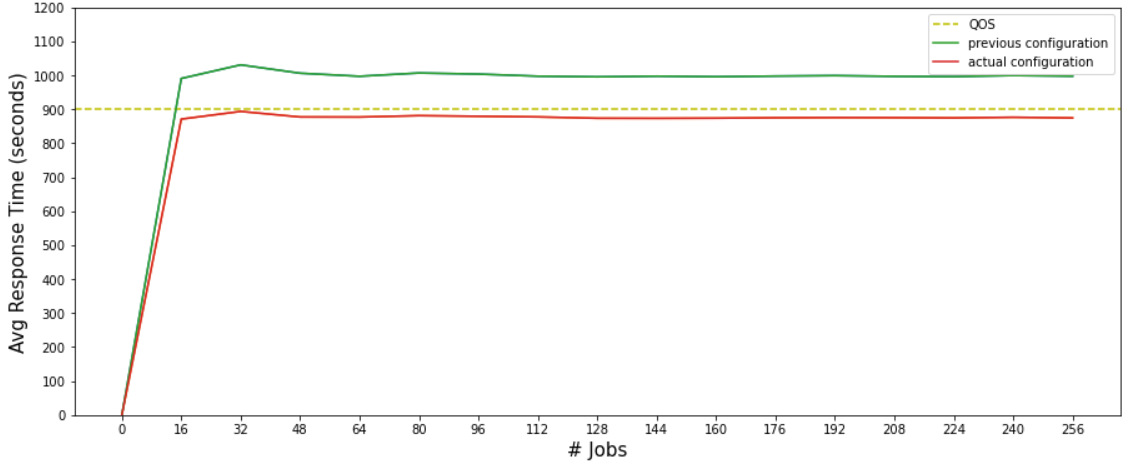 1200
1100
1000
900
800
700
600
500
400
300
200
100
0
Avg Response Time (seconds)
QOS
previous configuration
actual configuration
0 16 32 48 64 80 96 112 128 144 160 176 192 208 224 240 256
# Jobs